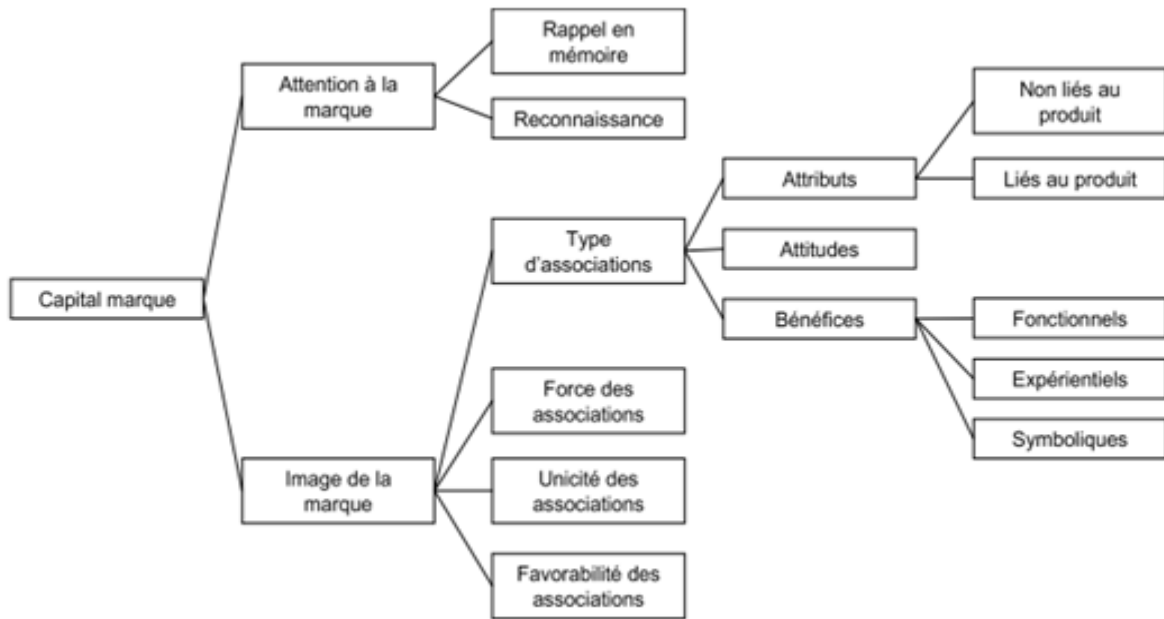 Rappel en
mémoire
Attention à la
marque
Reconnaissance
Non liés au
produit
Attributs
Liés au produit
Type
d'associations
Attitudes
Capital marque
Bénéfices
Fonctionnels
Expérientiels
Symboliques
Force des
associations
Image de la
marque
Unicité des
associations
Favorabilité des
associations